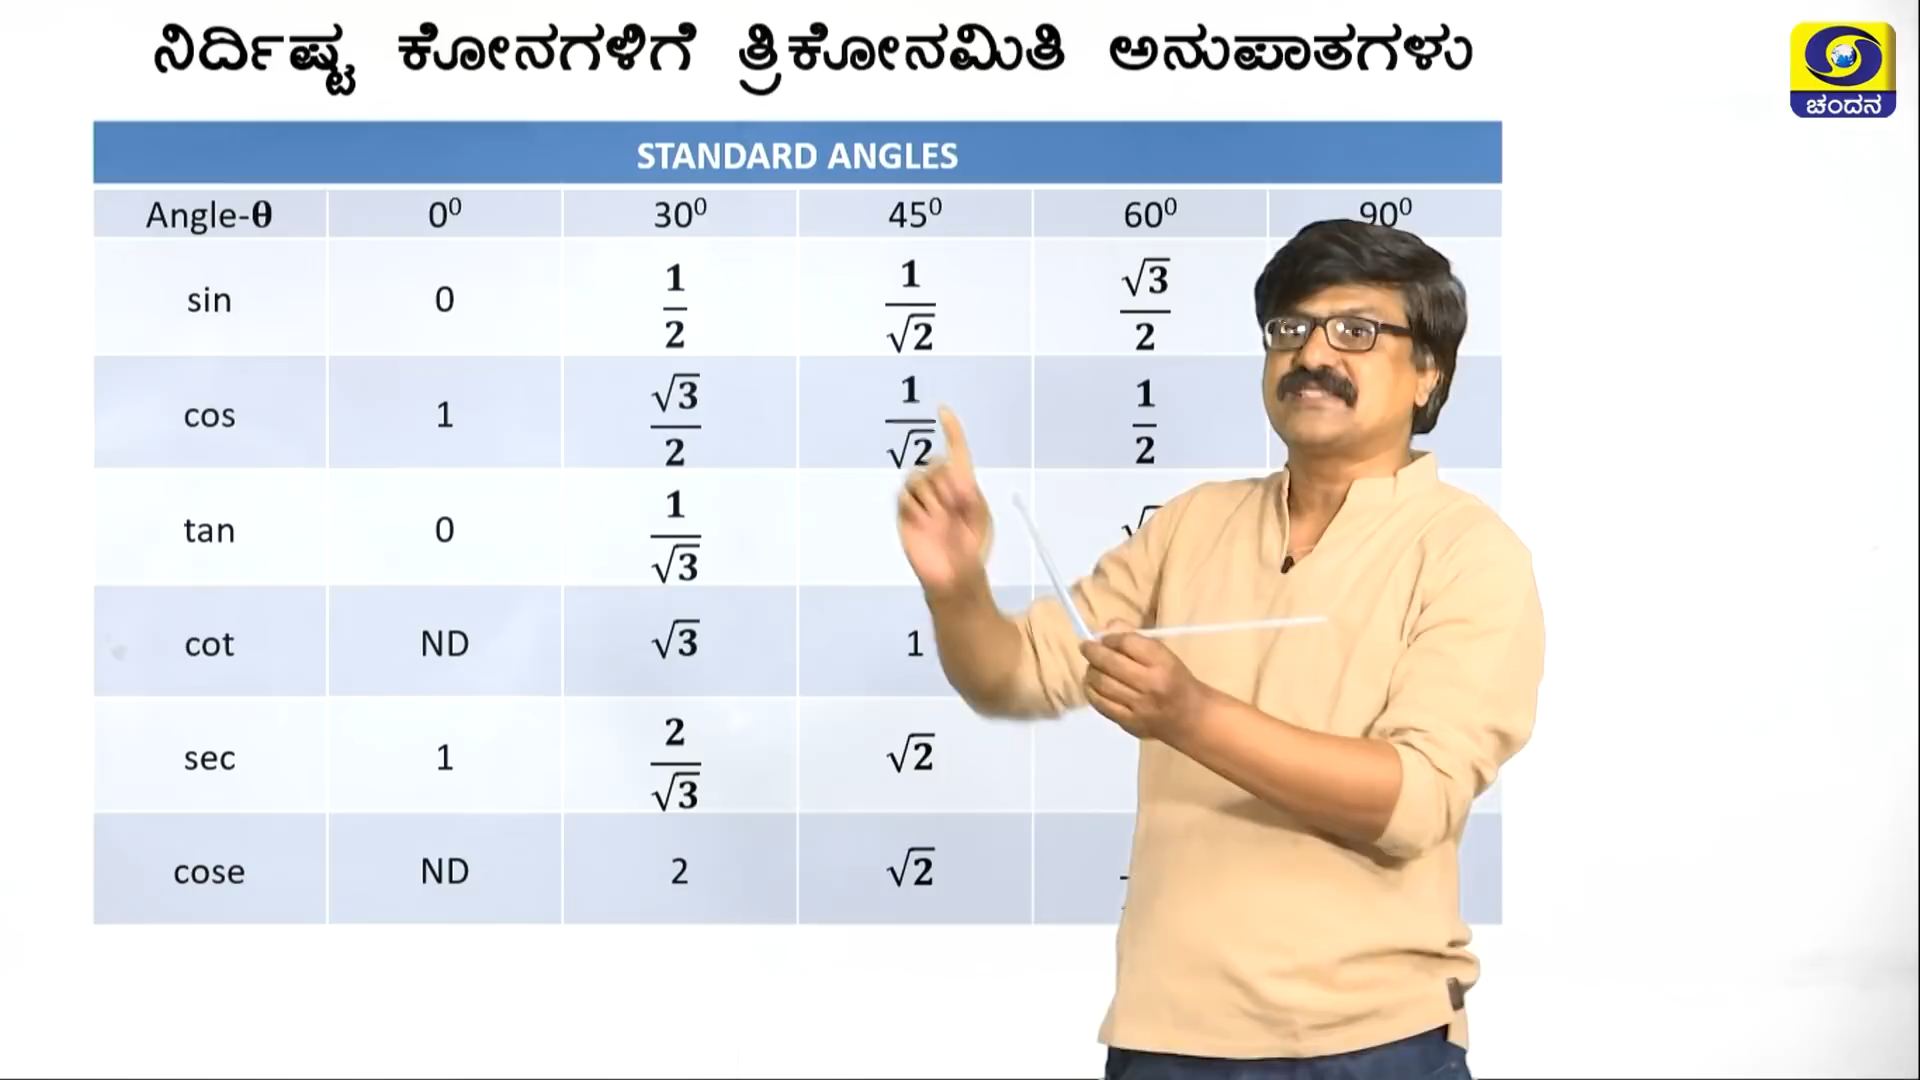 ನಿರ್ದಿಷ್ಟ ಕೋನಗಳಿಗೆ ತ್ರಿಕೋನಮಿತಿ ಅನುಪಾತಗಳು
ಚಂದನ
STANDARD ANGLES
Angle-θ 0⁰ 30⁰ 45⁰ 60⁰ 90⁰
sin 0 1/2 1/√2 √3/2
cos 1 √3/2 1/√2 1/2
tan 0 1/√3
cot ND √3 1
sec 1 2/√3 √2
cose ND 2 √2